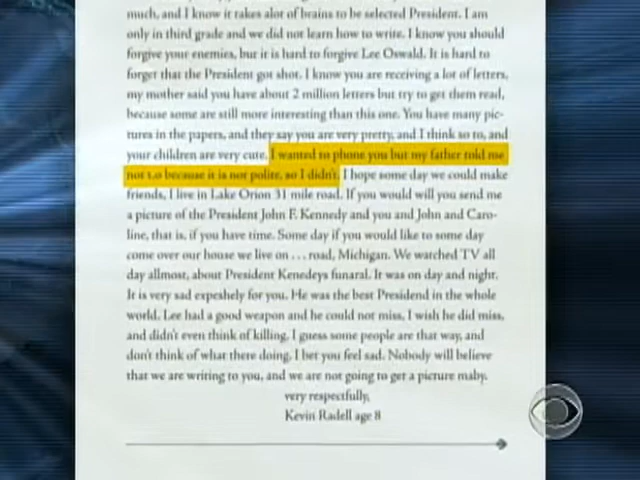 much, and I know it takes alot of brains to be selected President. I am
only in third grade and we did not learn how to write. I know you should
forgive your enemies, but it is hard to forgive Lee Oswald. It is hard to
forget that the President got shot. I know you are receiving a lot of letters,
my mother said you have about 2 million letters but try to get them read,
because some are still more interesting than this one. You have many pic-
tures in the papers, and they say you are very pretty, and I think so to, and
your children are very cute. I wanted to phone you but my father told me
not to because it is not polite, so I didn't. I hope some day we could make
friends, I live in Lake Orion 31 mile road. If you would will you send me
a picture of the President John F. Kennedy and you and John and Caro-
line, that is, if you have time. Some day if you would like to some day
come over our house we live on . . . road, Michigan. We watched TV all
day allmost, about President Kenedeys funaral. It was on day and night.
It is very sad expeshely for you. He was the best Presidend in the whole
world. Lee had a good weapon and he could not miss, I wish he did miss,
and didn't even think of killing. I guess some people are that way, and
don't think of what there doing. I bet you feel sad. Nobody will believe
that we are writing to you, and we are not going to get a picture maby.
very respectfully,
Kevin Radell age 8